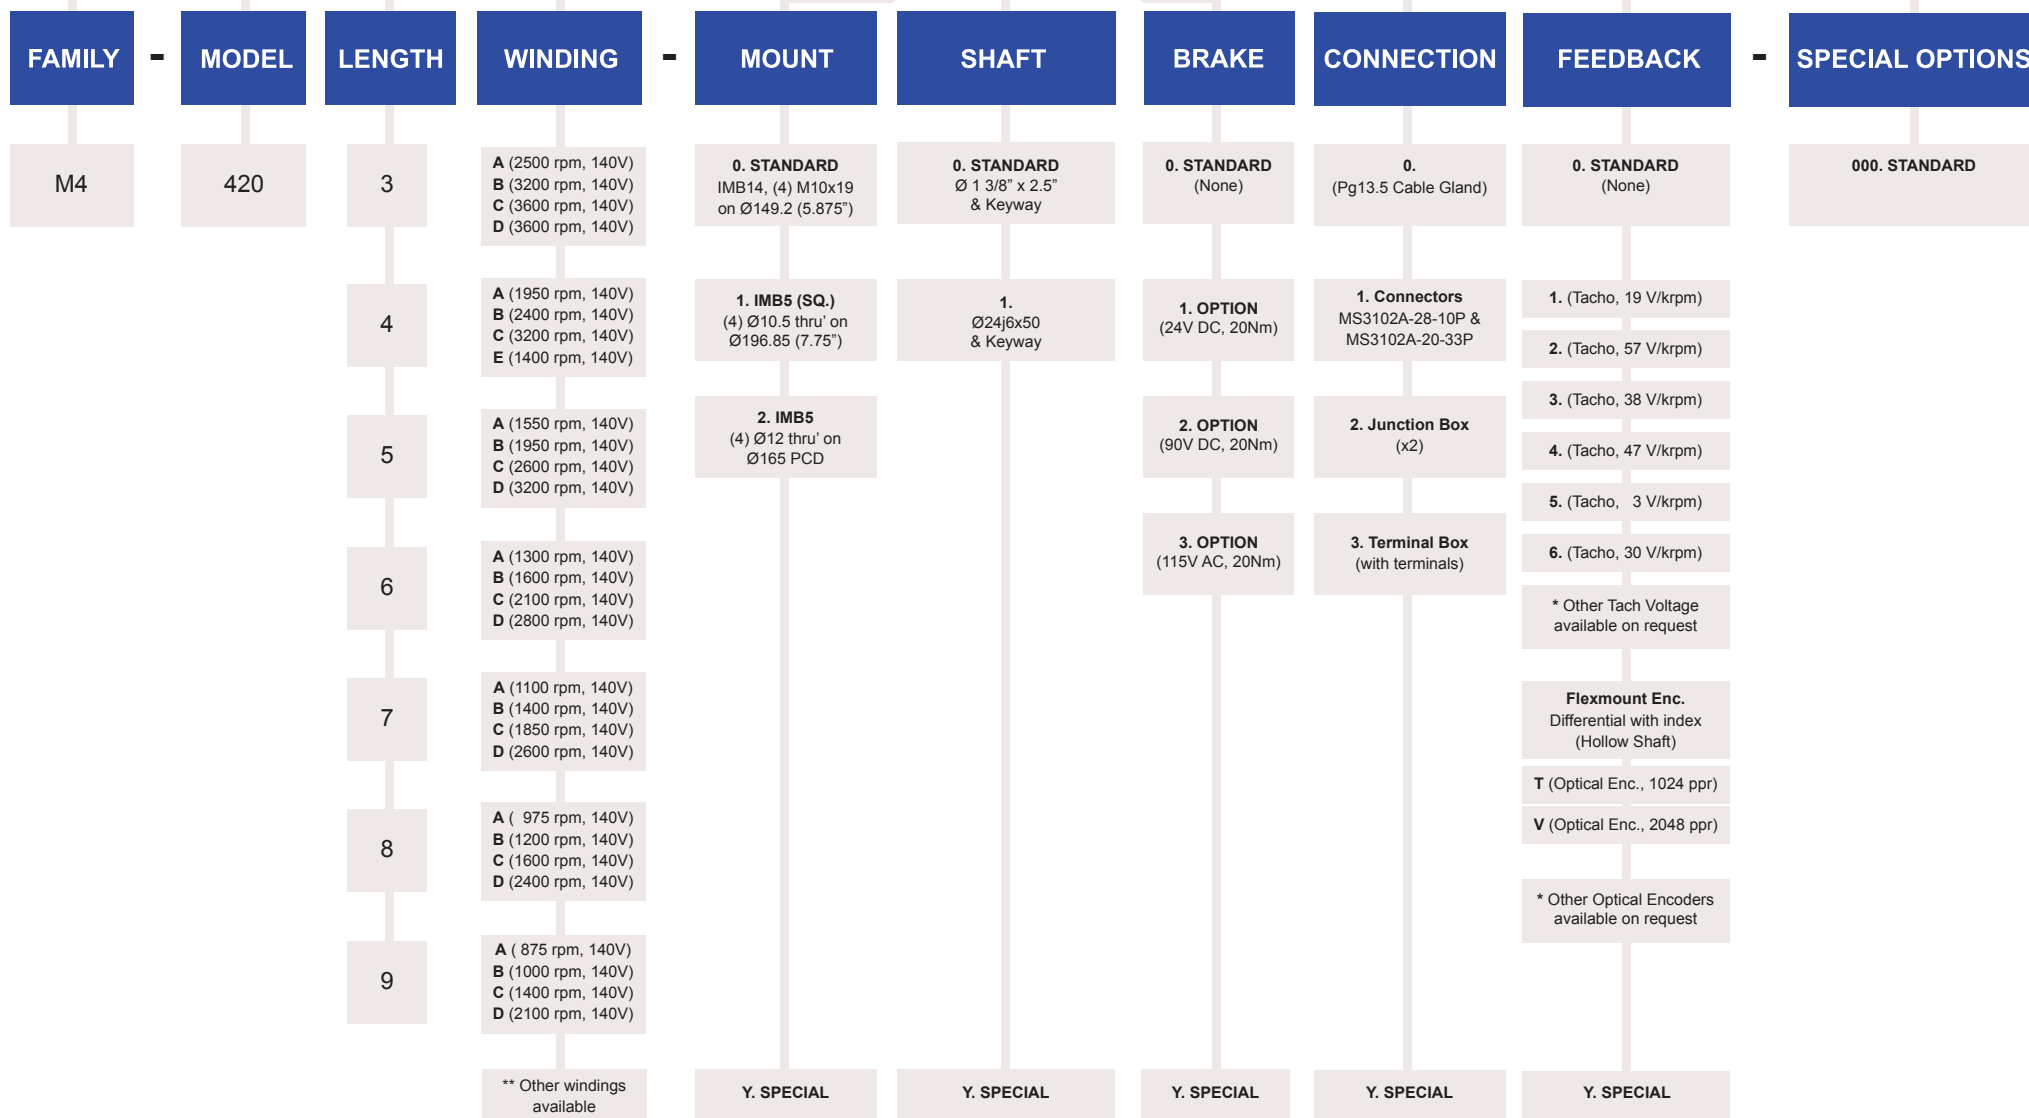 FAMILY - MODEL LENGTH WINDING - MOUNT SHAFT BRAKE CONNECTION FEEDBACK - SPECIAL OPTIONS
M4
420
3
4
5
6
7
8
9
A (2500 rpm, 140V)
B (3200 rpm, 140V)
C (3600 rpm, 140V)
D (3600 rpm, 140V)
A (1950 rpm, 140V)
B (2400 rpm, 140V)
C (3200 rpm, 140V)
E (1400 rpm, 140V)
A (1550 rpm, 140V)
B (1950 rpm, 140V)
C (2600 rpm, 140V)
D (3200 rpm, 140V)
A (1300 rpm, 140V)
B (1600 rpm, 140V)
C (2100 rpm, 140V)
D (2800 rpm, 140V)
A (1100 rpm, 140V)
B (1400 rpm, 140V)
C (1850 rpm, 140V)
D (2600 rpm, 140V)
A ( 975 rpm, 140V)
B (1200 rpm, 140V)
C (1600 rpm, 140V)
D (2400 rpm, 140V)
A ( 875 rpm, 140V)
B (1000 rpm, 140V)
C (1400 rpm, 140V)
D (2100 rpm, 140V)
** Other windings
available
0. STANDARD
IMB14, (4) M10x19
on Ø149.2 (5.875”)
1. IMB5 (SQ.)
(4) Ø10.5 thru’ on
Ø196.85 (7.75”)
2. IMB5
(4) Ø12 thru’ on
Ø165 PCD
Y. SPECIAL
0. STANDARD
Ø 1 3/8” x 2.5”
& Keyway
1.
Ø24j6x50
& Keyway
Y. SPECIAL
0. STANDARD
(None)
1. OPTION
(24V DC, 20Nm)
2. OPTION
(90V DC, 20Nm)
3. OPTION
(115V AC, 20Nm)
Y. SPECIAL
0.
(Pg13.5 Cable Gland)
1. Connectors
MS3102A-28-10P &
MS3102A-20-33P
2. Junction Box
(x2)
3. Terminal Box
(with terminals)
Y. SPECIAL
0. STANDARD
(None)
1. (Tacho, 19 V/krpm)
2. (Tacho, 57 V/krpm)
3. (Tacho, 38 V/krpm)
4. (Tacho, 47 V/krpm)
5. (Tacho, 3 V/krpm)
6. (Tacho, 30 V/krpm)
* Other Tach Voltage
available on request
Flexmount Enc.
Differential with index
(Hollow Shaft)
T (Optical Enc., 1024 ppr)
V (Optical Enc., 2048 ppr)
* Other Optical Encoders
available on request
Y. SPECIAL
000. STANDARD